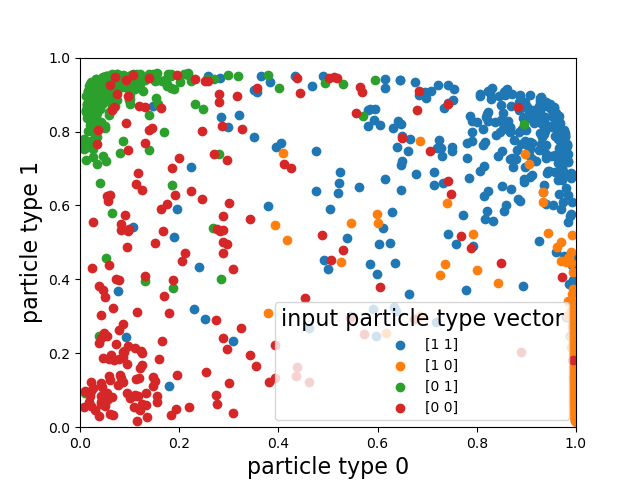 1.0
0.8
0.6
0.4
0.2
0.0
particle type 1
input particle type vector
[1 1]
[1 0]
[0 1]
[0 0]
0.0 0.2 0.4 0.6 0.8 1.0
particle type 0